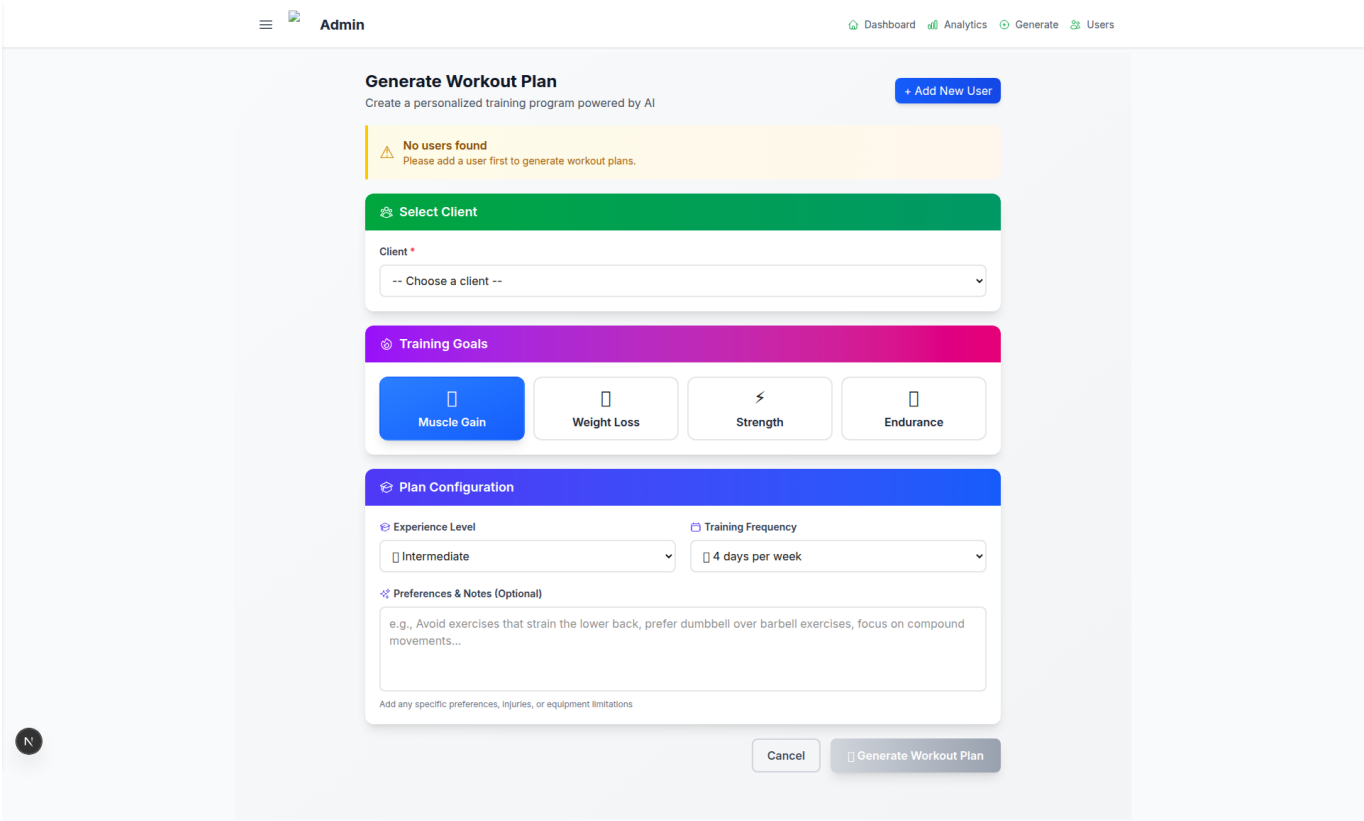 Admin
Dashboard
Analytics
Generate
Users
Generate Workout Plan
Create a personalized training program powered by AI
+ Add New User
No users found
Please add a user first to generate workout plans.
Select Client
Client *
-- Choose a client --
Training Goals
Muscle Gain
Weight Loss
⚡
Strength
Endurance
Plan Configuration
Experience Level
Training Frequency
Intermediate
4 days per week
Preferences & Notes (Optional)
e.g., Avoid exercises that strain the lower back, prefer dumbbell over barbell exercises, focus on compound
movements...
Add any specific preferences, injuries, or equipment limitations
N
Cancel
Generate Workout Plan